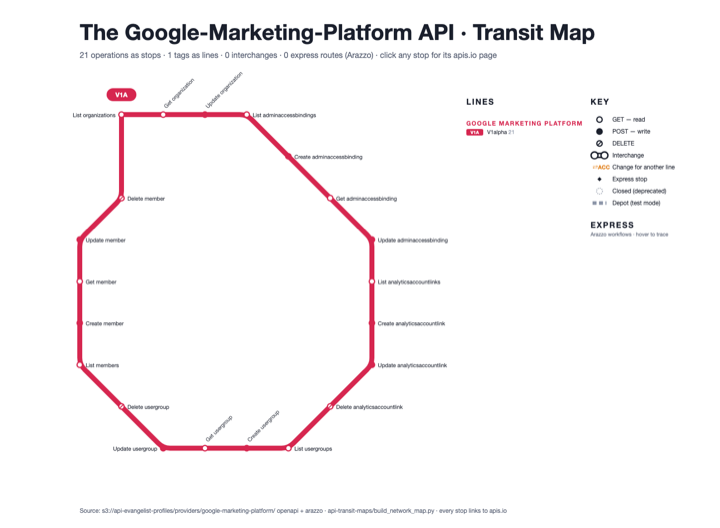 The Google-Marketing-Platform API · Transit Map
21 operations as stops · 1 tags as lines · 0 interchanges · 0 express routes (Arazzo) · click any stop for its apis.io page
V1A
Get organization
Update organization
List organizations
List adminaccessbindings
Create adminaccessbinding
Delete member
Get adminaccessbinding
Update member
Update adminaccessbinding
Get member
List analyticsaccountlinks
Create member
Create analyticsaccountlink
List members
Update analyticsaccountlink
Delete usergroup
Delete analyticsaccountlink
Get usergroup
Create usergroup
Update usergroup
List usergroups
LINES
GOOGLE MARKETING PLATFORM
V1A V1alpha 21
KEY
GET — read
POST — write
DELETE
Interchange
Change for another line
Express stop
Closed (deprecated)
Depot (test mode)
EXPRESS
Arazzo workflows · hover to trace
Source: s3://api-evangelist-profiles/providers/google-marketing-platform/ openapi + arazzo · api-transit-maps/build_network_map.py · every stop links to apis.io